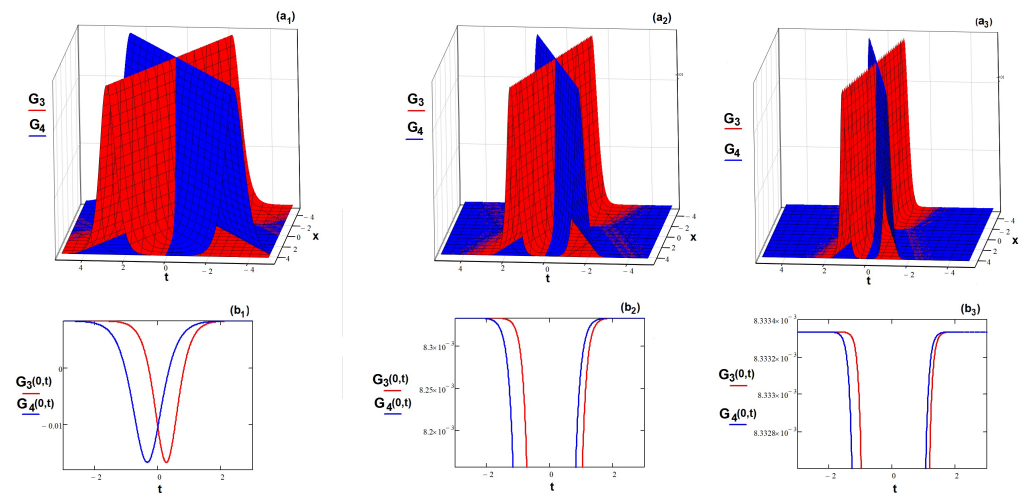 (a₁)
G₃
G₄
4
2
0
−2
−4
t
−4
−2
0
2
4
x
(a₂)
G₃
G₄
4
2
0
−2
−4
t
−4
−2
0
2
4
x
(a₃)
G₃
G₄
4
2
0
−2
−4
t
−4
−2
0
2
4
x
(b₁)
G₃(0,t)
G₄(0,t)
0
−0.01
−2
0
2
t
(b₂)
G₃(0,t)
G₄(0,t)
8.3×10⁻³
8.25×10⁻³
8.2×10⁻³
−2
0
2
t
(b₃)
G₃(0,t)
G₄(0,t)
8.3334×10⁻³
8.3332×10⁻³
8.333×10⁻³
8.3328×10⁻³
−2
0
2
t